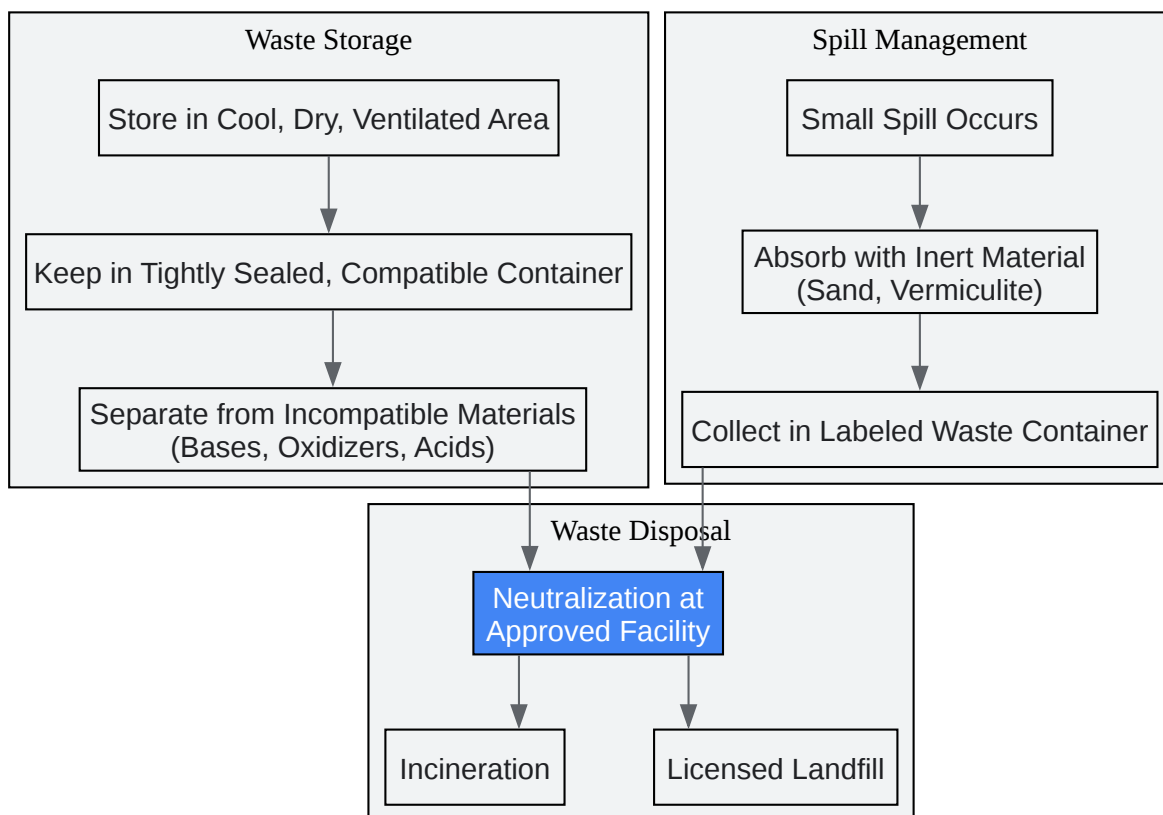 Waste Storage
Store in Cool, Dry, Ventilated Area
Keep in Tightly Sealed, Compatible Container
Separate from Incompatible Materials
(Bases, Oxidizers, Acids)
Spill Management
Small Spill Occurs
Absorb with Inert Material
(Sand, Vermiculite)
Collect in Labeled Waste Container
Waste Disposal
Neutralization at
Approved Facility
Incineration
Licensed Landfill